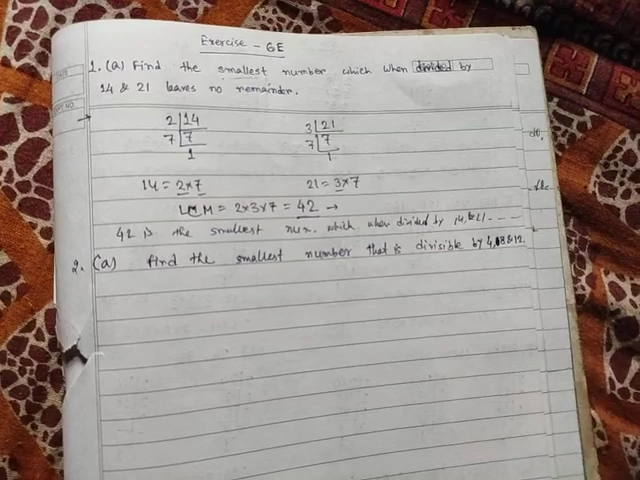 Exercise - 6E
1. (a) Find the smallest number which when divided by
14 & 21 leaves no remainder.
2 14 3 21
7 7 7 7
1 1
14 = 2×7 21 = 3×7
LCM = 2×3×7 = 42 →
42 is the smallest num. which when divided by 14, & 21 - - -
2. (a) find the smallest number that is divisible by 4, 8 & 12.